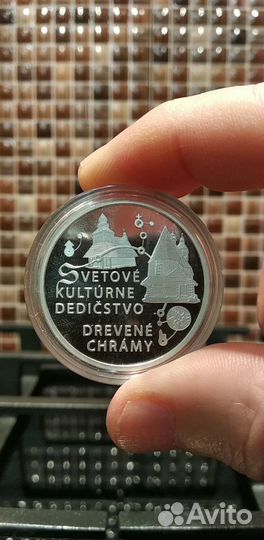 SVETOVÉ
KULTÚRNE
DEDIČSTVO
DREVENÉ
CHRÁMY
Avito